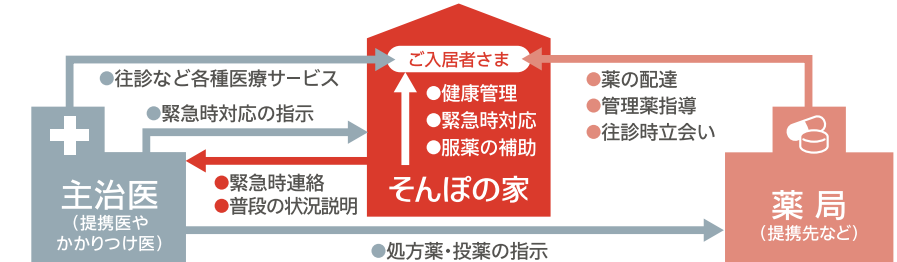 ご入居者さま
●往診など各種医療サービス
●緊急時対応の指示
●健康管理
●緊急時対応
●服薬の補助
●薬の配達
●管理薬指導
●往診時立会い
●緊急時連絡
●普段の状況説明
そんぽの家
主治医
（提携医や
かかりつけ医）
薬 局
（提携先など）
●処方薬・投薬の指示